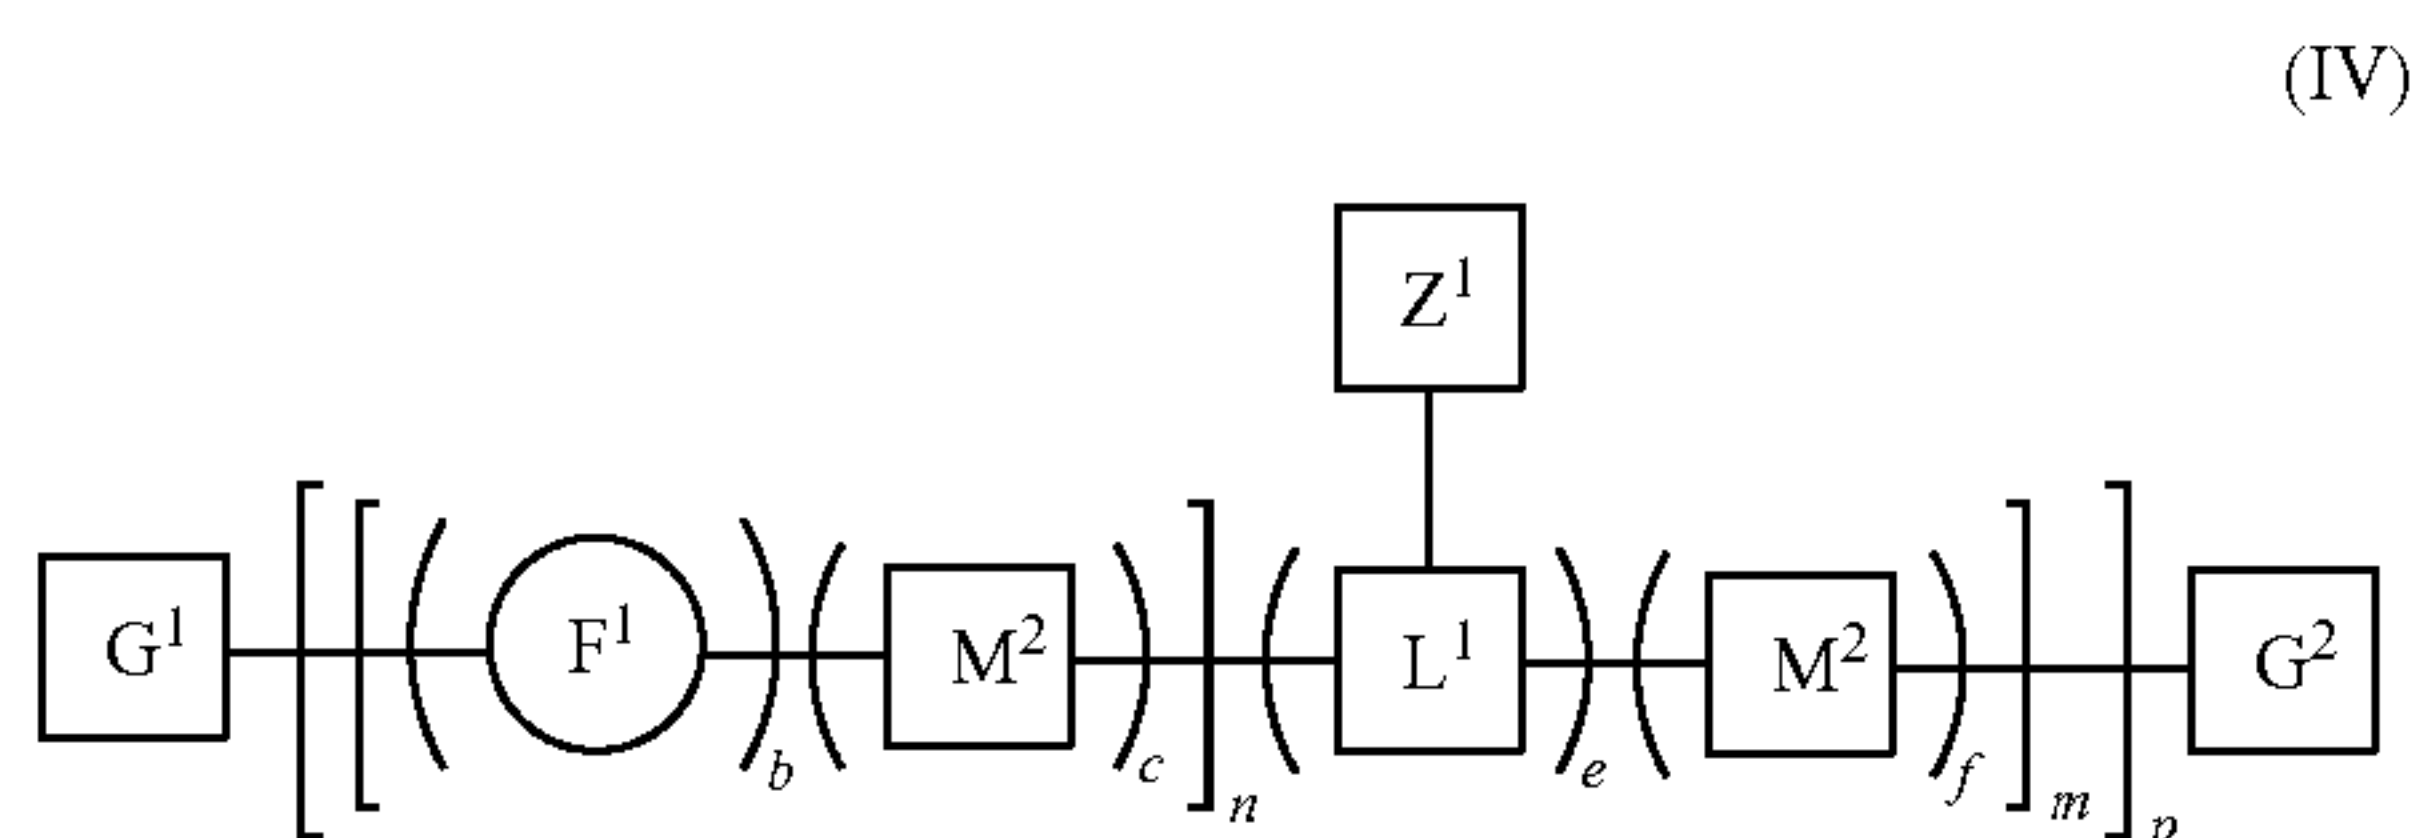 (IV)
Z¹
G¹ [ [ ( F¹ )b ( M² )c ]n ( L¹ )e ( M² )f ]m ]p G²